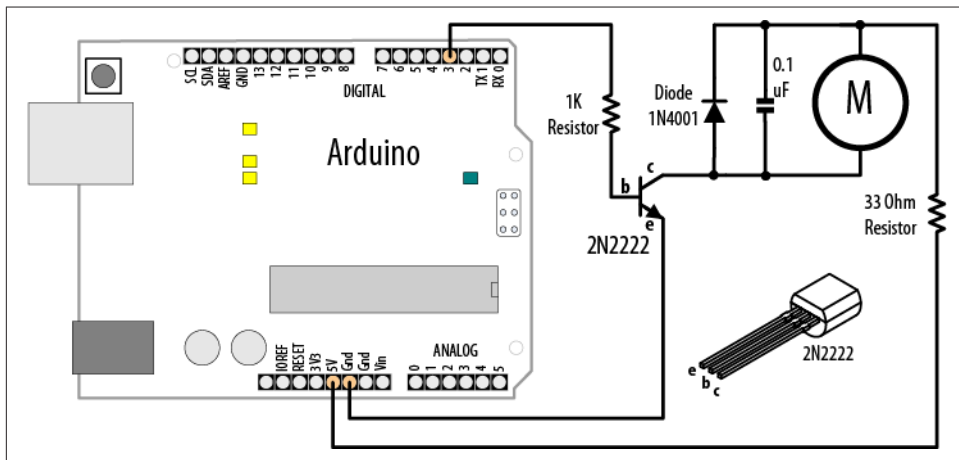 SCL
SDA
AREF
GND
13
12
11
10
9
8
7
6
5
4
3
2
TX 1
RX 0
DIGITAL
Arduino
1K
Resistor
Diode
1N4001
0.1
uF
M
c
b
e
2N2222
33 Ohm
Resistor
2N2222
e
b
c
IOREF
RESET
3V3
5V
Gnd
Gnd
Vin
ANALOG
0
1
2
3
4
5